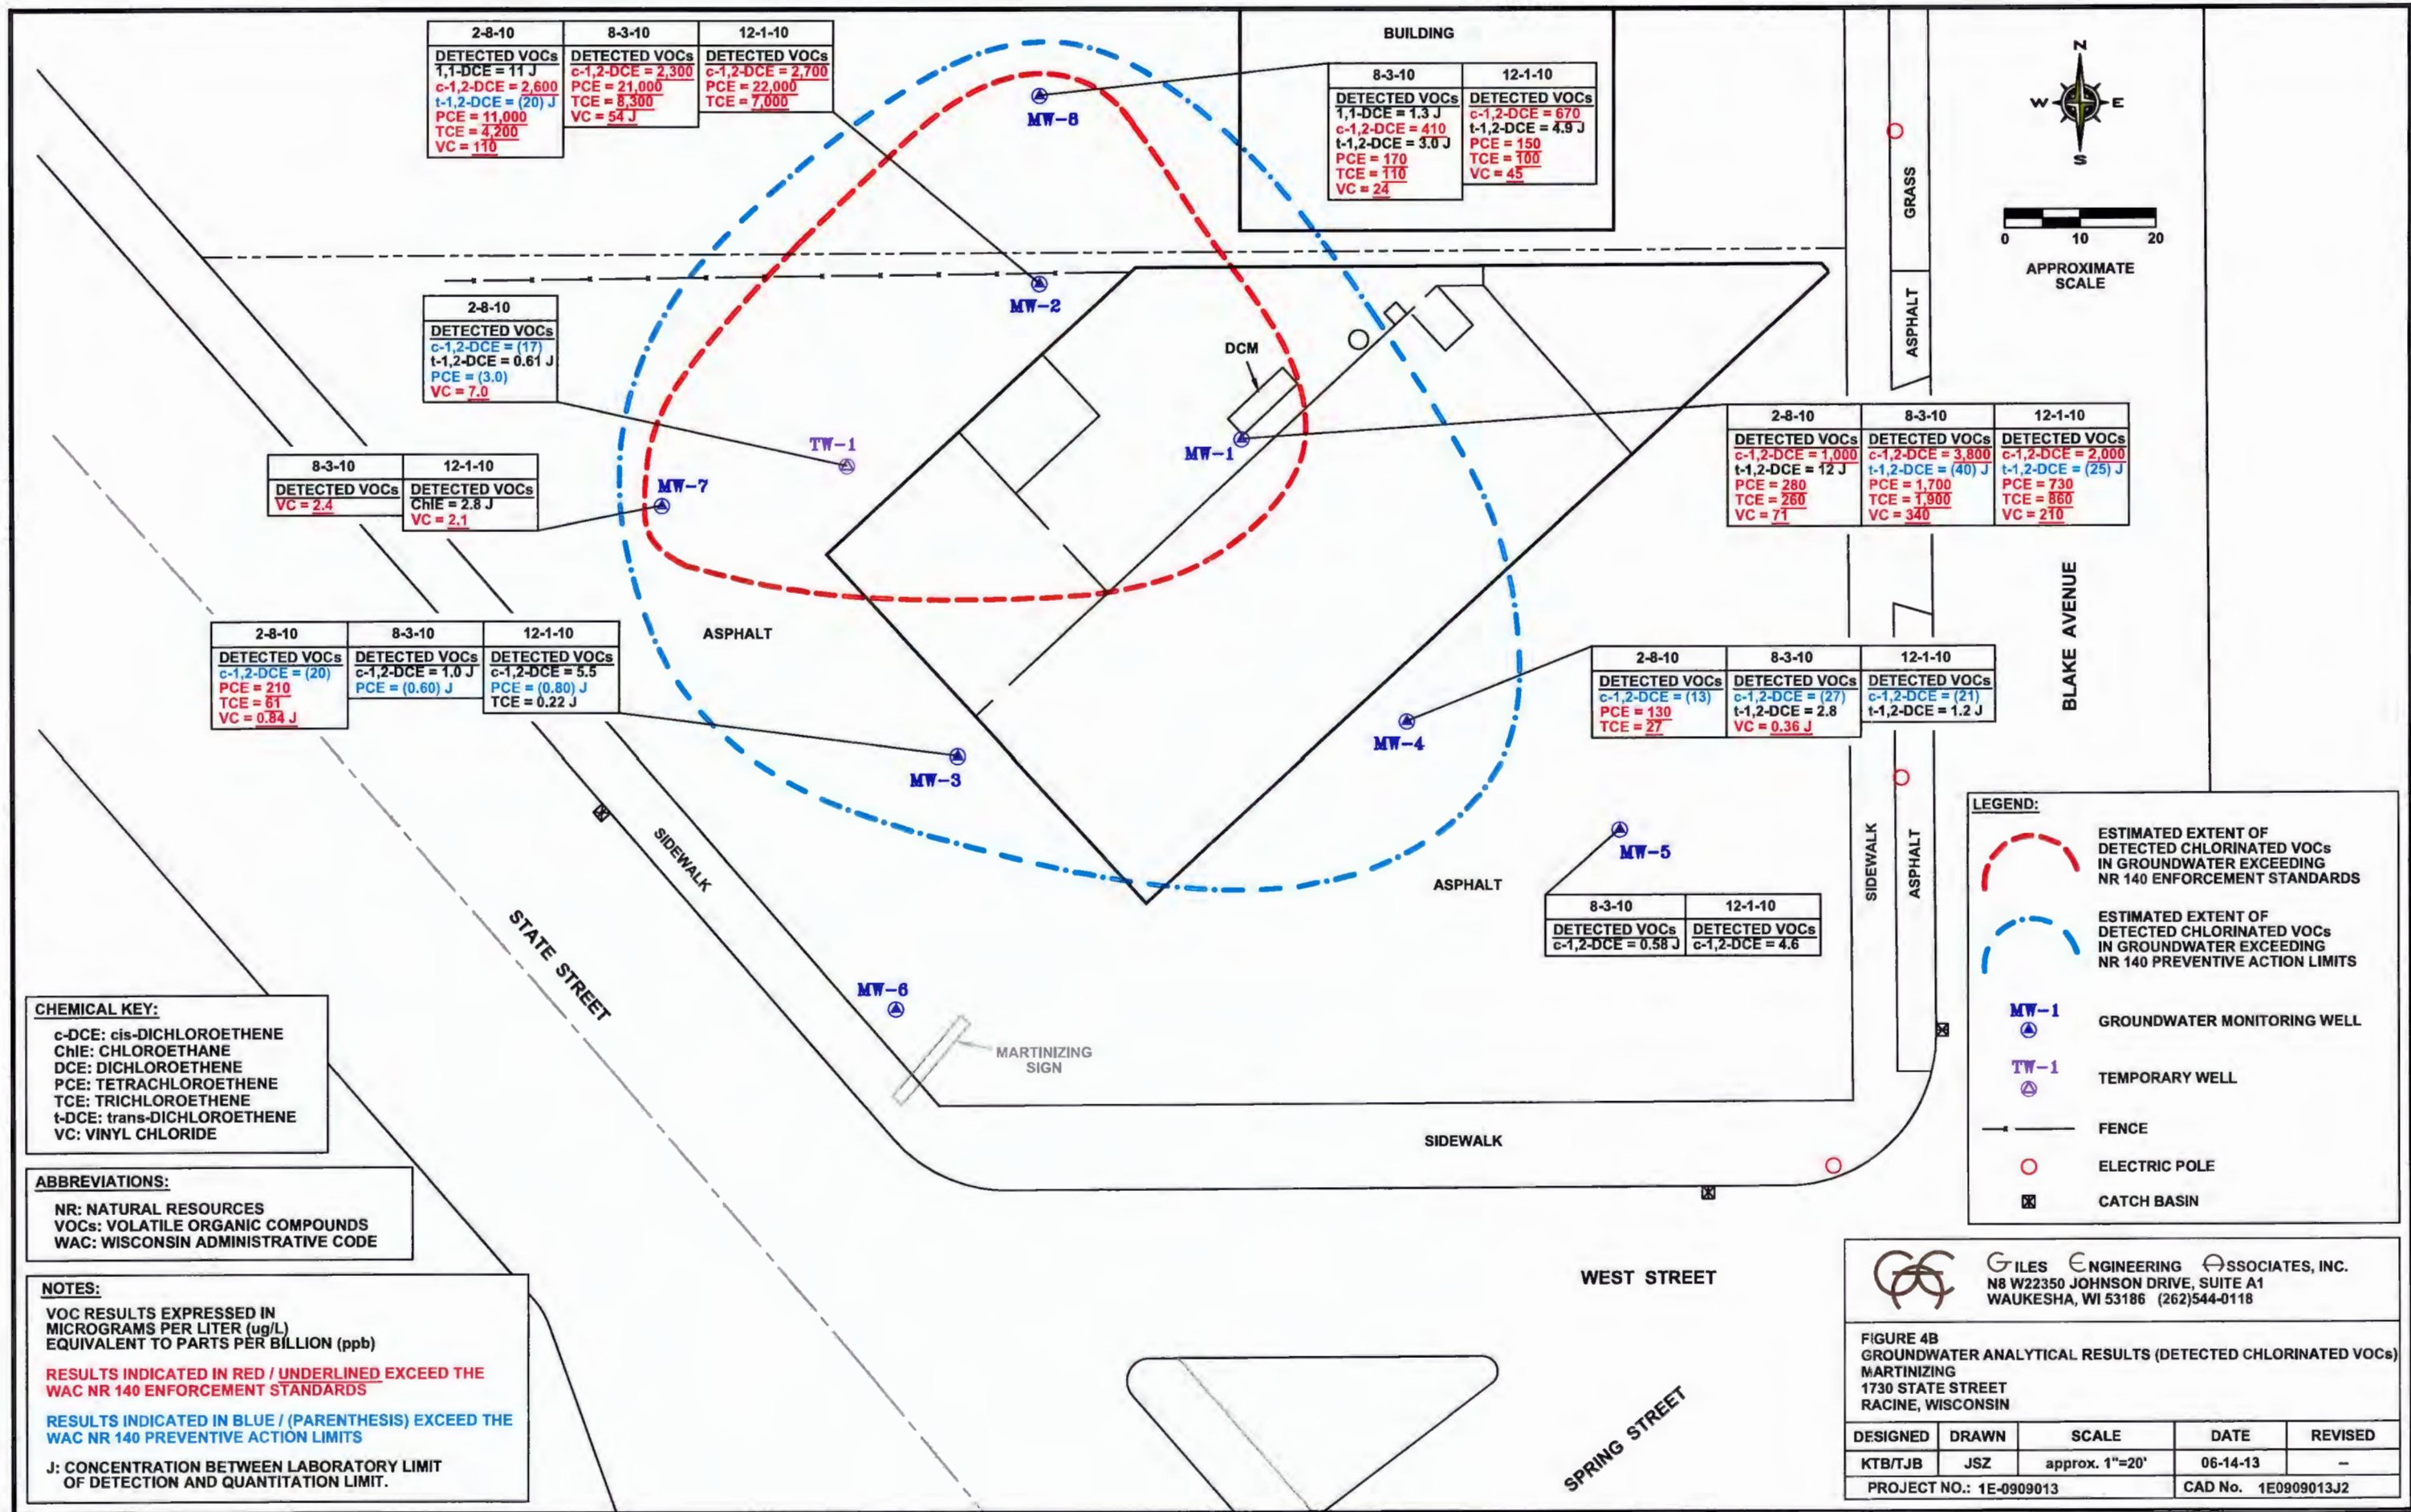 2-8-10
8-3-10
12-1-10
DETECTED VOCs
1,1-DCE = 11 J
c-1,2-DCE = 2,600
t-1,2-DCE = (20) J
PCE = 11,000
TCE = 4,200
VC = 110
DETECTED VOCs
c-1,2-DCE = 2,300
PCE = 21,000
TCE = 8,300
VC = 54 J
DETECTED VOCs
c-1,2-DCE = 2,700
PCE = 22,000
TCE = 7,000
BUILDING
8-3-10
12-1-10
DETECTED VOCs
1,1-DCE = 1.3 J
c-1,2-DCE = 410
t-1,2-DCE = 3.0 J
PCE = 170
TCE = 110
VC = 24
DETECTED VOCs
c-1,2-DCE = 670
t-1,2-DCE = 4.9 J
PCE = 150
TCE = 100
VC = 45
MW-8
N
W
E
S
0 10 20
APPROXIMATE
SCALE
GRASS
ASPHALT
MW-2
2-8-10
DETECTED VOCs
c-1,2-DCE = (17)
t-1,2-DCE = 0.61 J
PCE = (3.0)
VC = 7.0
DCM
TW-1
MW-1
2-8-10
8-3-10
12-1-10
DETECTED VOCs
c-1,2-DCE = 1,000
t-1,2-DCE = 12 J
PCE = 280
TCE = 260
VC = 71
DETECTED VOCs
c-1,2-DCE = 3,800
t-1,2-DCE = (40) J
PCE = 1,700
TCE = 1,900
VC = 340
DETECTED VOCs
c-1,2-DCE = 2,000
t-1,2-DCE = (25) J
PCE = 730
TCE = 860
VC = 210
8-3-10
12-1-10
DETECTED VOCs
VC = 2.4
DETECTED VOCs
ChlE = 2.8 J
VC = 2.1
MW-7
ASPHALT
BLAKE AVENUE
2-8-10
8-3-10
12-1-10
DETECTED VOCs
c-1,2-DCE = (20)
PCE = 210
TCE = 61
VC = 0.84 J
DETECTED VOCs
c-1,2-DCE = 1.0 J
PCE = (0.60) J
DETECTED VOCs
c-1,2-DCE = 5.5
PCE = (0.80) J
TCE = 0.22 J
MW-3
2-8-10
8-3-10
12-1-10
DETECTED VOCs
c-1,2-DCE = (13)
PCE = 130
TCE = 27
DETECTED VOCs
c-1,2-DCE = (27)
t-1,2-DCE = 2.8
VC = 0.36 J
DETECTED VOCs
c-1,2-DCE = (21)
t-1,2-DCE = 1.2 J
MW-4
MW-5
ASPHALT
8-3-10
12-1-10
DETECTED VOCs
c-1,2-DCE = 0.58 J
DETECTED VOCs
c-1,2-DCE = 4.6
SIDEWALK
ASPHALT
SIDEWALK
STATE STREET
MW-6
MARTINIZING
SIGN
SIDEWALK
WEST STREET
SPRING STREET
LEGEND:
ESTIMATED EXTENT OF
DETECTED CHLORINATED VOCs
IN GROUNDWATER EXCEEDING
NR 140 ENFORCEMENT STANDARDS
ESTIMATED EXTENT OF
DETECTED CHLORINATED VOCs
IN GROUNDWATER EXCEEDING
NR 140 PREVENTIVE ACTION LIMITS
MW-1
GROUNDWATER MONITORING WELL
TW-1
TEMPORARY WELL
FENCE
ELECTRIC POLE
CATCH BASIN
CHEMICAL KEY:
c-DCE: cis-DICHLOROETHENE
ChlE: CHLOROETHANE
DCE: DICHLOROETHENE
PCE: TETRACHLOROETHENE
TCE: TRICHLOROETHENE
t-DCE: trans-DICHLOROETHENE
VC: VINYL CHLORIDE
ABBREVIATIONS:
NR: NATURAL RESOURCES
VOCs: VOLATILE ORGANIC COMPOUNDS
WAC: WISCONSIN ADMINISTRATIVE CODE
NOTES:
VOC RESULTS EXPRESSED IN
MICROGRAMS PER LITER (ug/L)
EQUIVALENT TO PARTS PER BILLION (ppb)
RESULTS INDICATED IN RED / UNDERLINED EXCEED THE
WAC NR 140 ENFORCEMENT STANDARDS
RESULTS INDICATED IN BLUE / (PARENTHESIS) EXCEED THE
WAC NR 140 PREVENTIVE ACTION LIMITS
J: CONCENTRATION BETWEEN LABORATORY LIMIT
OF DETECTION AND QUANTITATION LIMIT.
GILES ENGINEERING ASSOCIATES, INC.
N8 W22350 JOHNSON DRIVE, SUITE A1
WAUKESHA, WI 53186 (262)544-0118
FIGURE 4B
GROUNDWATER ANALYTICAL RESULTS (DETECTED CHLORINATED VOCs)
MARTINIZING
1730 STATE STREET
RACINE, WISCONSIN
DESIGNED DRAWN SCALE DATE REVISED
KTB/TJB JSZ approx. 1"=20' 06-14-13 –
PROJECT NO.: 1E-0909013 CAD No. 1E0909013J2